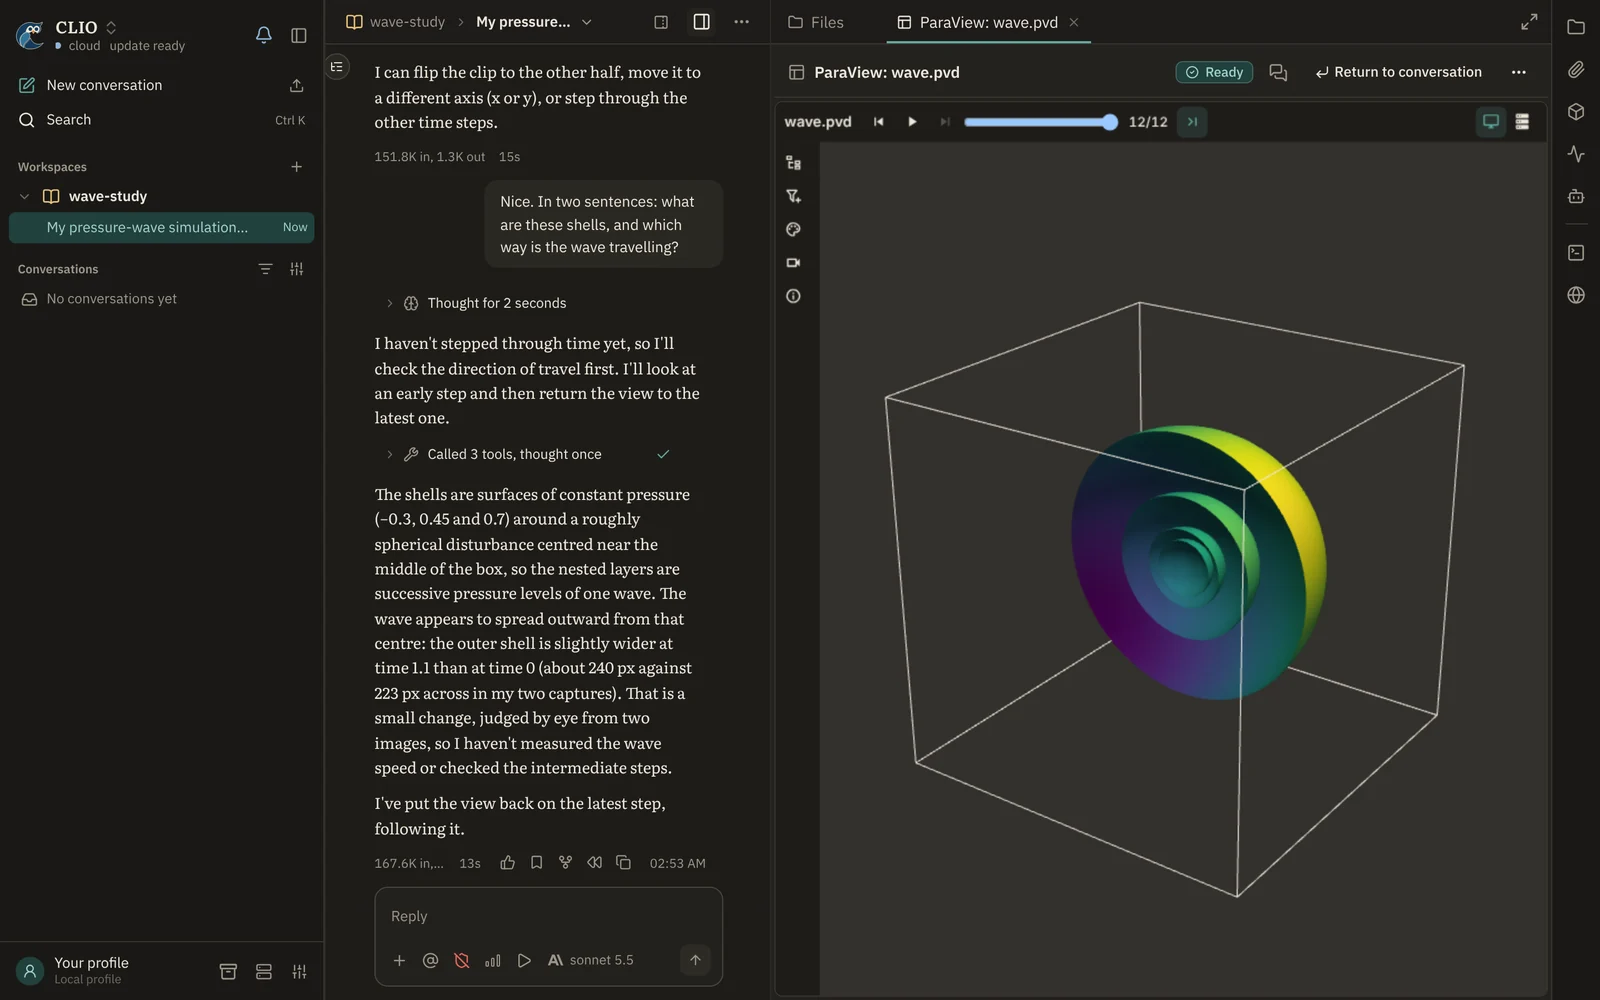 CLIO
cloud update ready
New conversation
Search Ctrl K
Workspaces
wave-study
My pressure-wave simulation... Now
Conversations
No conversations yet
Your profile
Local profile
wave-study My pressure...
I can flip the clip to the other half, move it to
a different axis (x or y), or step through the
other time steps.
151.8K in, 1.3K out 15s
Nice. In two sentences: what
are these shells, and which
way is the wave travelling?
Thought for 2 seconds
I haven't stepped through time yet, so I'll
check the direction of travel first. I'll look at
an early step and then return the view to the
latest one.
Called 3 tools, thought once
The shells are surfaces of constant pressure
(−0.3, 0.45 and 0.7) around a roughly
spherical disturbance centred near the
middle of the box, so the nested layers are
successive pressure levels of one wave. The
wave appears to spread outward from that
centre: the outer shell is slightly wider at
time 1.1 than at time 0 (about 240 px against
223 px across in my two captures). That is a
small change, judged by eye from two
images, so I haven't measured the wave
speed or checked the intermediate steps.
I've put the view back on the latest step,
following it.
167.6K in,... 13s 02:53 AM
Reply
sonnet 5.5
Files ParaView: wave.pvd
ParaView: wave.pvd Ready Return to conversation
wave.pvd 12/12